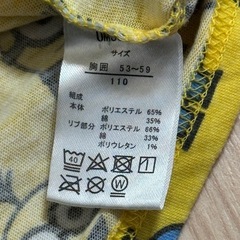 サイズ
胸囲 53~59
110
組成
本体 ポリエステル 65%
綿 35%
リブ部分 ポリエステル 66%
綿 33%
ポリウレタン 1%
40
W